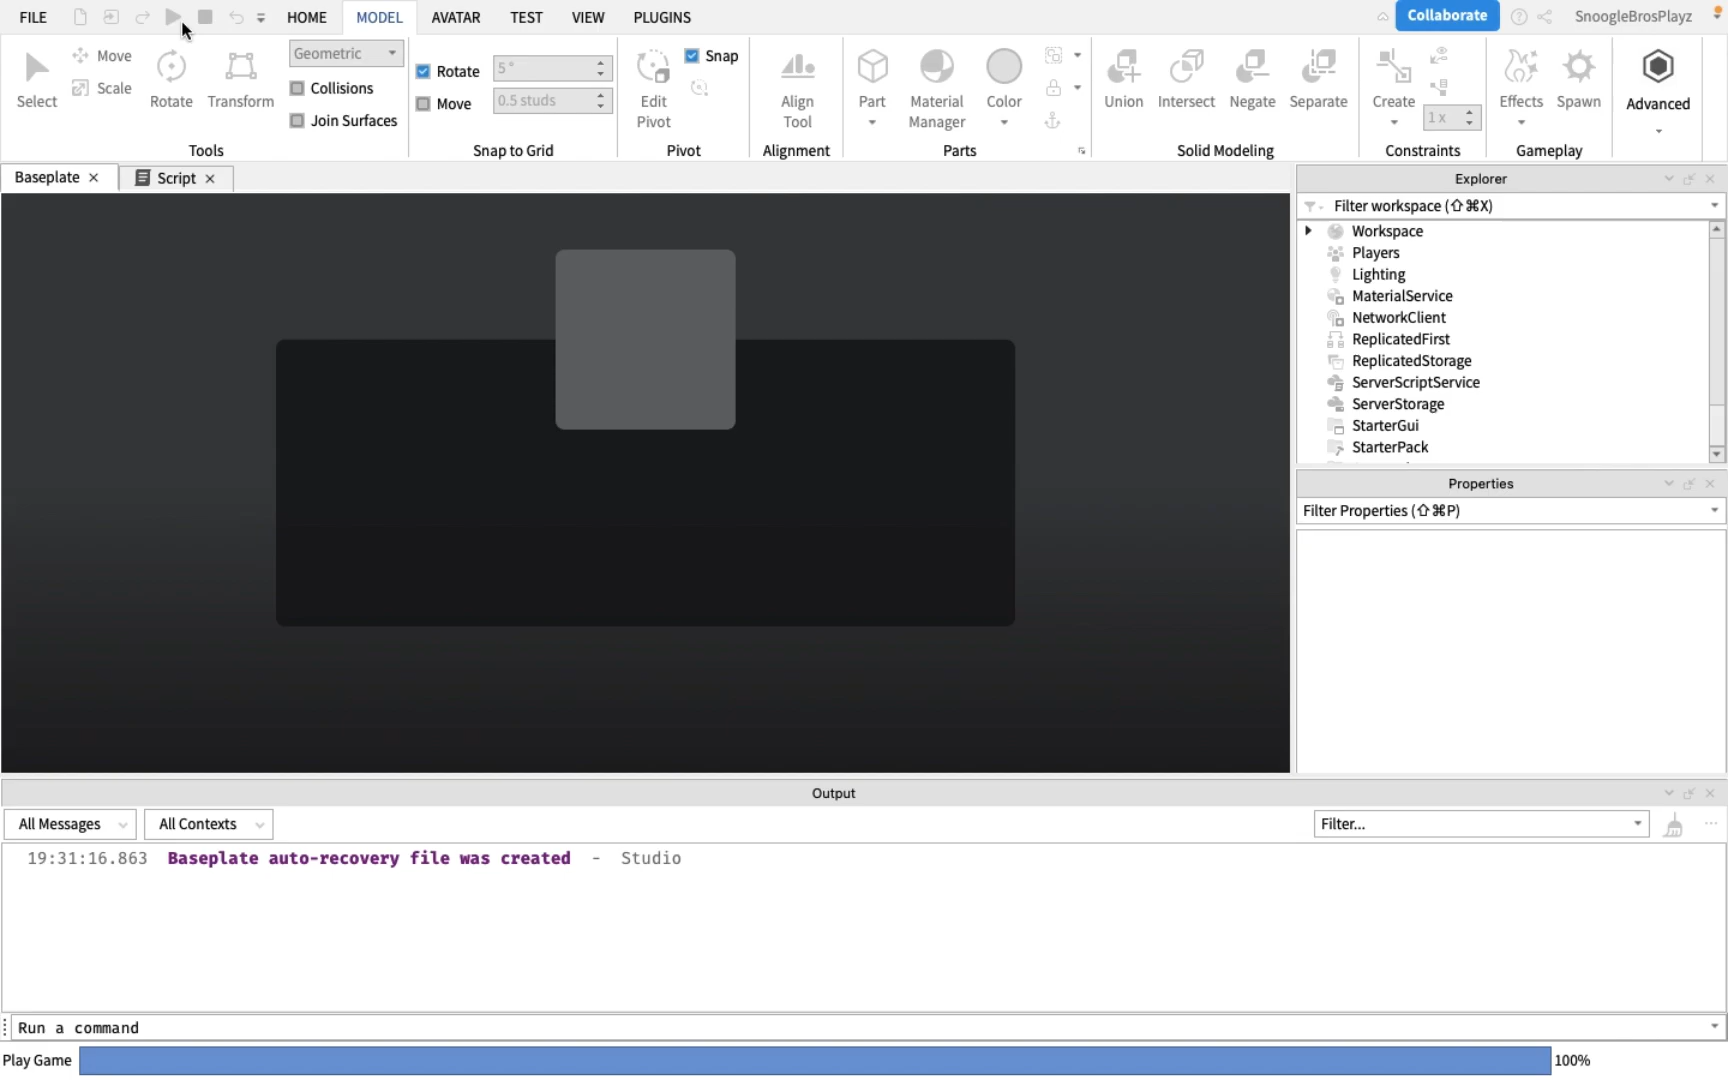 FILE HOME MODEL AVATAR TEST VIEW PLUGINS Collaborate SnoogleBrosPlayz
Select Move Scale Rotate Transform Geometric Collisions Join Surfaces
Tools
Rotate 5 °
Move 0.5 studs
Snap to Grid
Edit Pivot Snap
Pivot
Align Tool
Alignment
Part Material Manager Color
Parts
Union Intersect Negate Separate
Solid Modeling
Create 1 x
Constraints
Effects Spawn
Gameplay
Advanced
Baseplate Script
Explorer
Filter workspace (⇧⌘X)
Workspace
Players
Lighting
MaterialService
NetworkClient
ReplicatedFirst
ReplicatedStorage
ServerScriptService
ServerStorage
StarterGui
StarterPack
Properties
Filter Properties (⇧⌘P)
Output
All Messages All Contexts Filter...
19:31:16.863 Baseplate auto-recovery file was created - Studio
Run a command
Play Game 100%